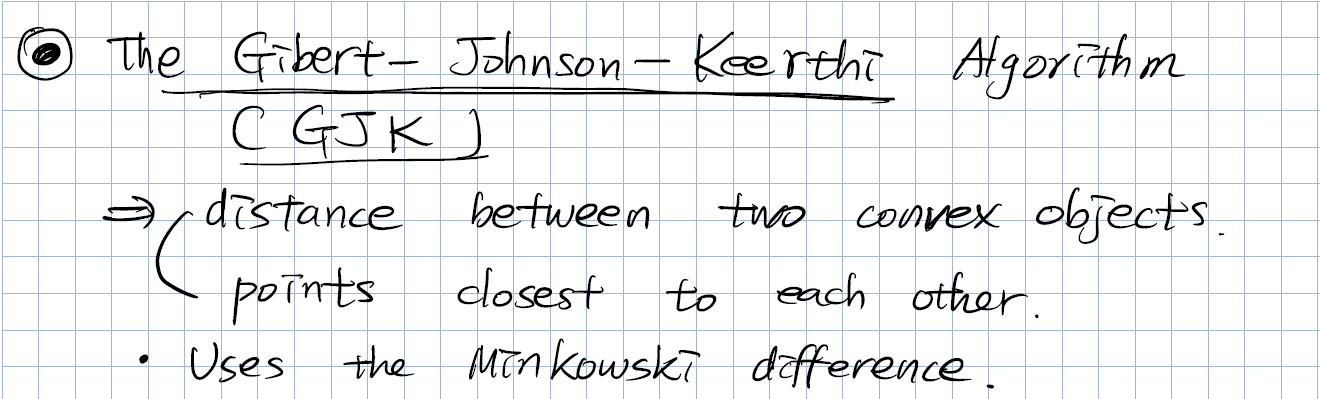 ⦿ The Gibert- Johnson- Keerthi Algorithm
( GJK )
⇒ distance between two convex objects.
points closest to each other.
• Uses the Minkowski difference.